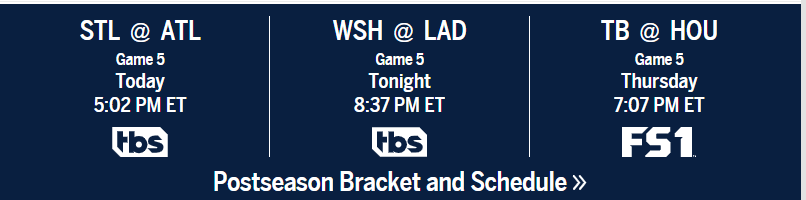 STL @ ATL
Game 5
Today
5:02 PM ET
tbs
WSH @ LAD
Game 5
Tonight
8:37 PM ET
tbs
TB @ HOU
Game 5
Thursday
7:07 PM ET
FS1
Postseason Bracket and Schedule »